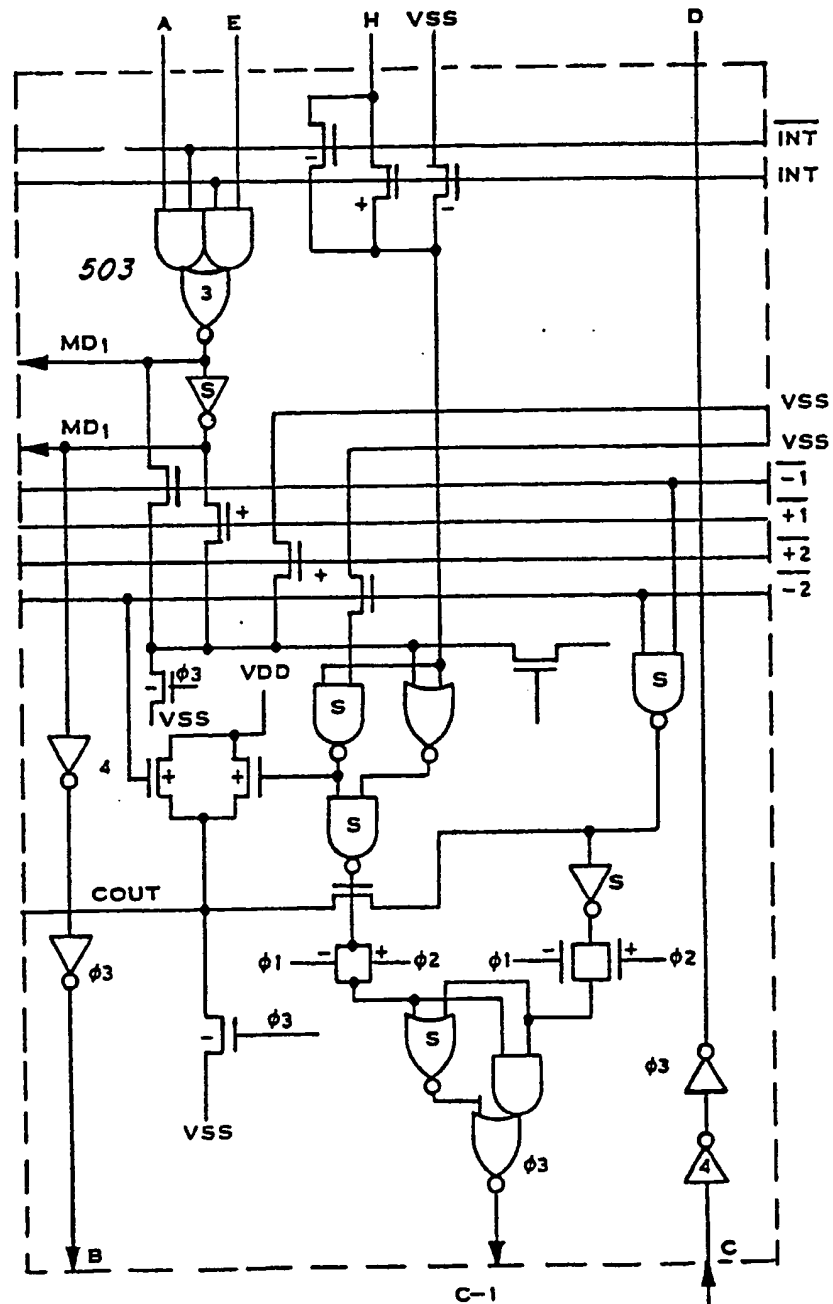 A E H VSS D
I̅N̅T̅
INT
+
-
-
503
3
MD1
S
VSS
MD1
VSS
-̅1̅
+
+̅1̅
+̅2̅
+
-̅2̅
VDD
ϕ3
-
S
S
VSS
4
+
+
S
COUT
S
ϕ1 - + ϕ2
ϕ1 - + ϕ2
ϕ3
-
S
ϕ3
VSS
ϕ3
4
ϕ3
B
C
C-1